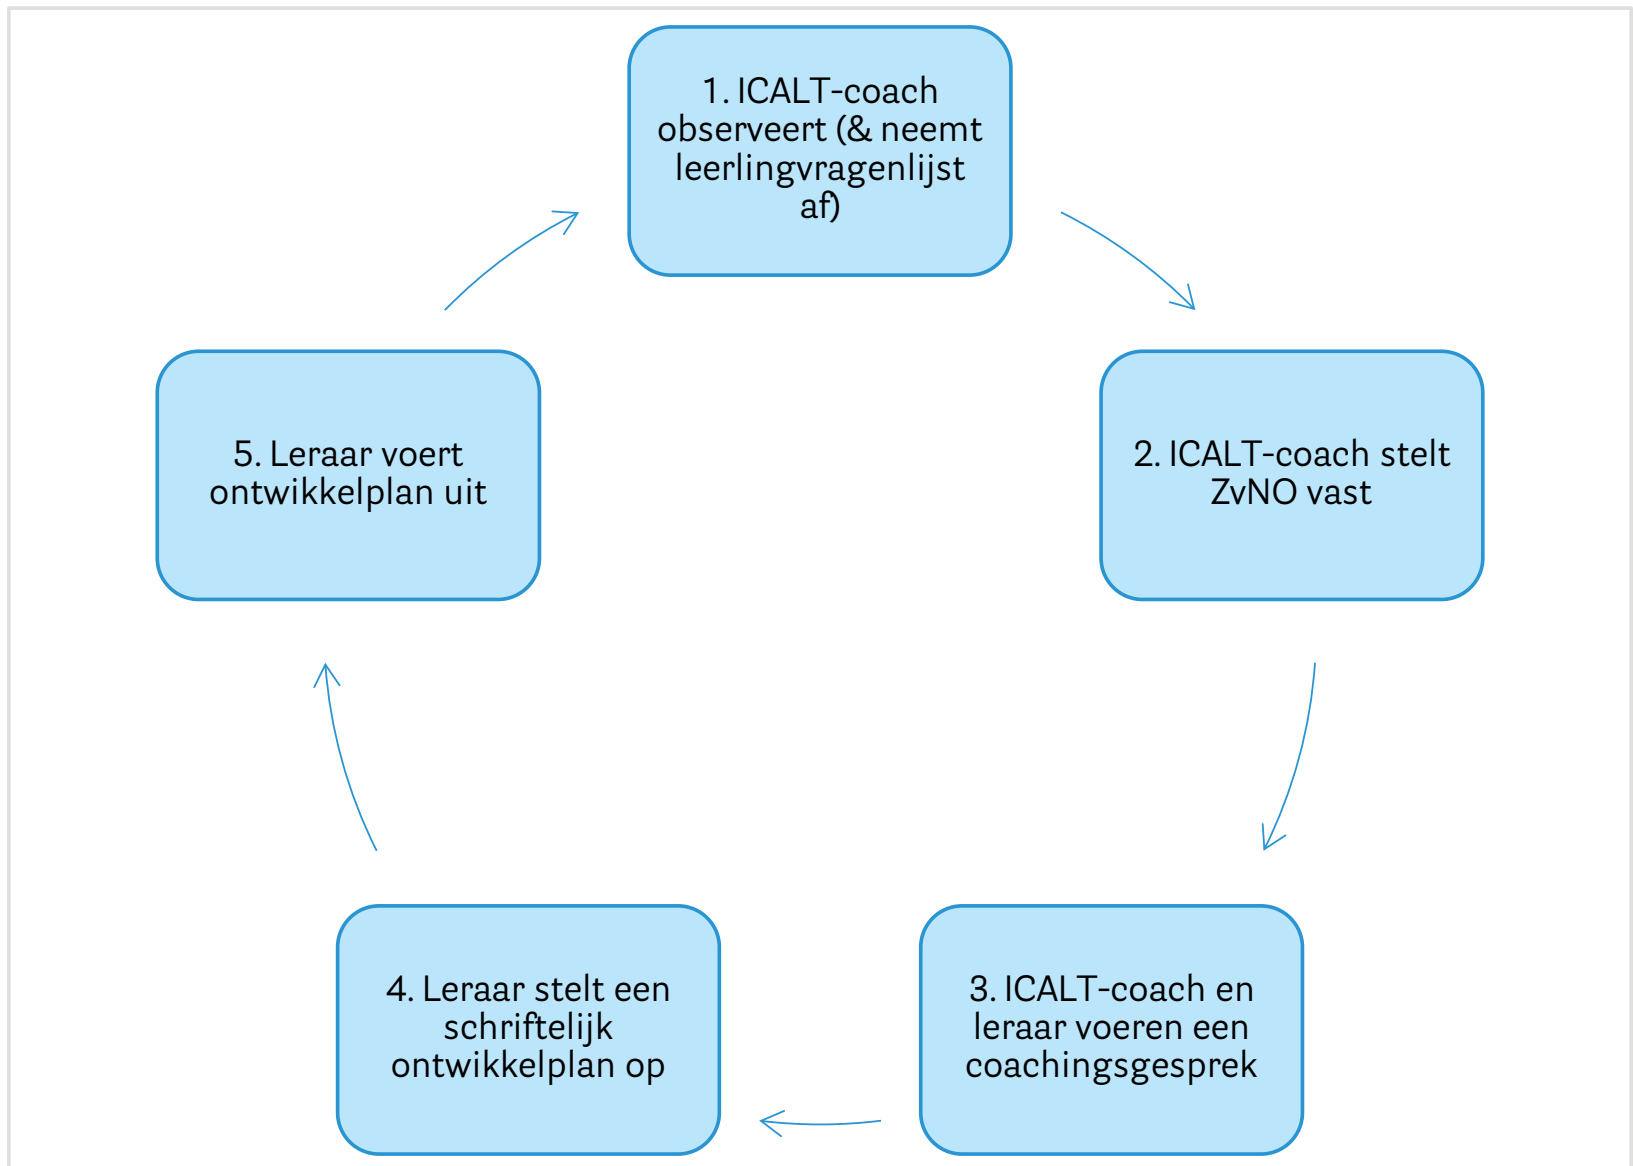 1. ICALT-coach
observeert (& neemt
leerlingvragenlijst
af)
2. ICALT-coach stelt
ZvNO vast
3. ICALT-coach en
leraar voeren een
coachingsgesprek
4. Leraar stelt een
schriftelijk
ontwikkelplan op
5. Leraar voert
ontwikkelplan uit